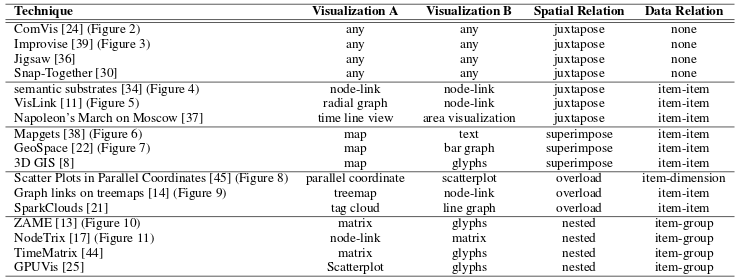 Technique Visualization A Visualization B Spatial Relation Data Relation
ComVis [24] (Figure 2) any any juxtapose none
Improvise [39] (Figure 3) any any juxtapose none
Jigsaw [36] any any juxtapose none
Snap-Together [30] any any juxtapose none
semantic substrates [34] (Figure 4) node-link node-link juxtapose item-item
VisLink [11] (Figure 5) radial graph node-link juxtapose item-item
Napoleon's March on Moscow [37] time line view area visualization juxtapose item-item
Mapgets [38] (Figure 6) map text superimpose item-item
GeoSpace [22] (Figure 7) map bar graph superimpose item-item
3D GIS [8] map glyphs superimpose item-item
Scatter Plots in Parallel Coordinates [45] (Figure 8) parallel coordinate scatterplot overload item-dimension
Graph links on treemaps [14] (Figure 9) treemap node-link overload item-item
SparkClouds [21] tag cloud line graph overload item-item
ZAME [13] (Figure 10) matrix glyphs nested item-group
NodeTrix [17] (Figure 11) node-link matrix nested item-group
TimeMatrix [44] matrix glyphs nested item-group
GPUVis [25] Scatterplot glyphs nested item-group